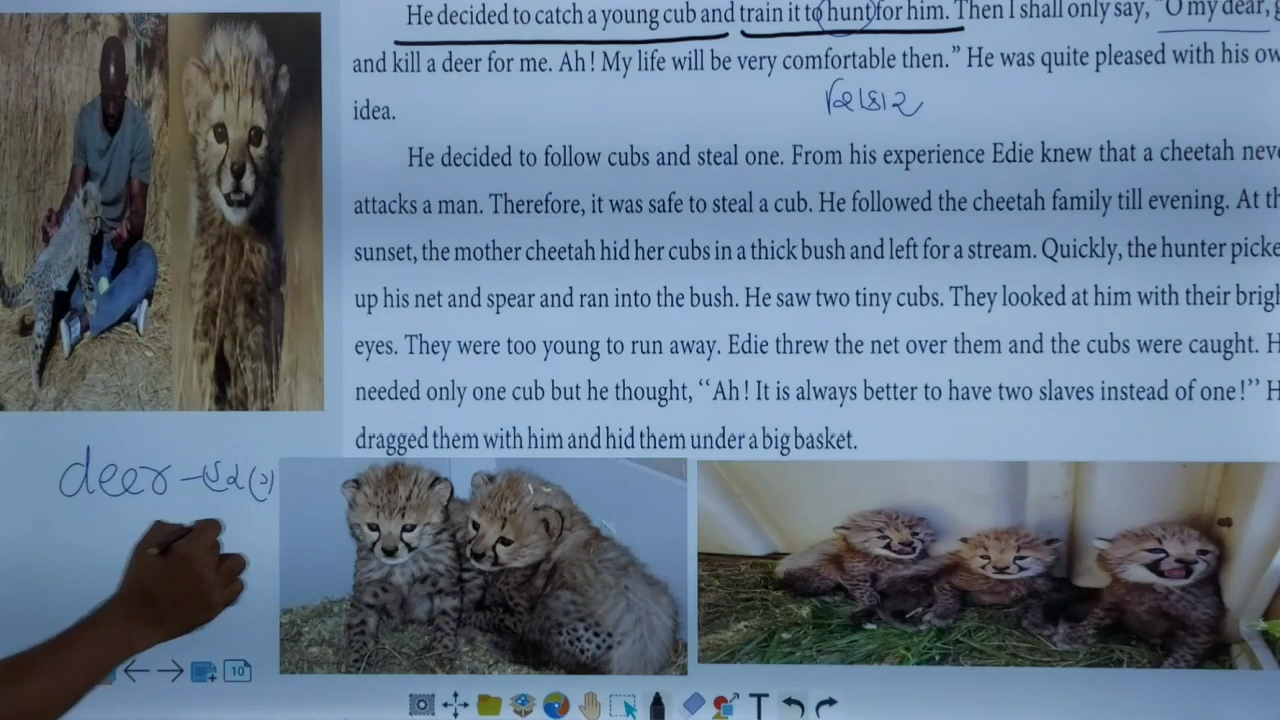 He decided to catch a young cub and train it to hunt for him. Then I shall only say, "O my dear, g
and kill a deer for me. Ah! My life will be very comfortable then." He was quite pleased with his ow
idea.
શિકાર
He decided to follow cubs and steal one. From his experience Edie knew that a cheetah neve
attacks a man. Therefore, it was safe to steal a cub. He followed the cheetah family till evening. At th
sunset, the mother cheetah hid her cubs in a thick bush and left for a stream. Quickly, the hunter picke
up his net and spear and ran into the bush. He saw two tiny cubs. They looked at him with their brigh
eyes. They were too young to run away. Edie threw the net over them and the cubs were caught. H
needed only one cub but he thought, "Ah! It is always better to have two slaves instead of one!" H
dragged them with him and hid them under a big basket.
deer -
10
T